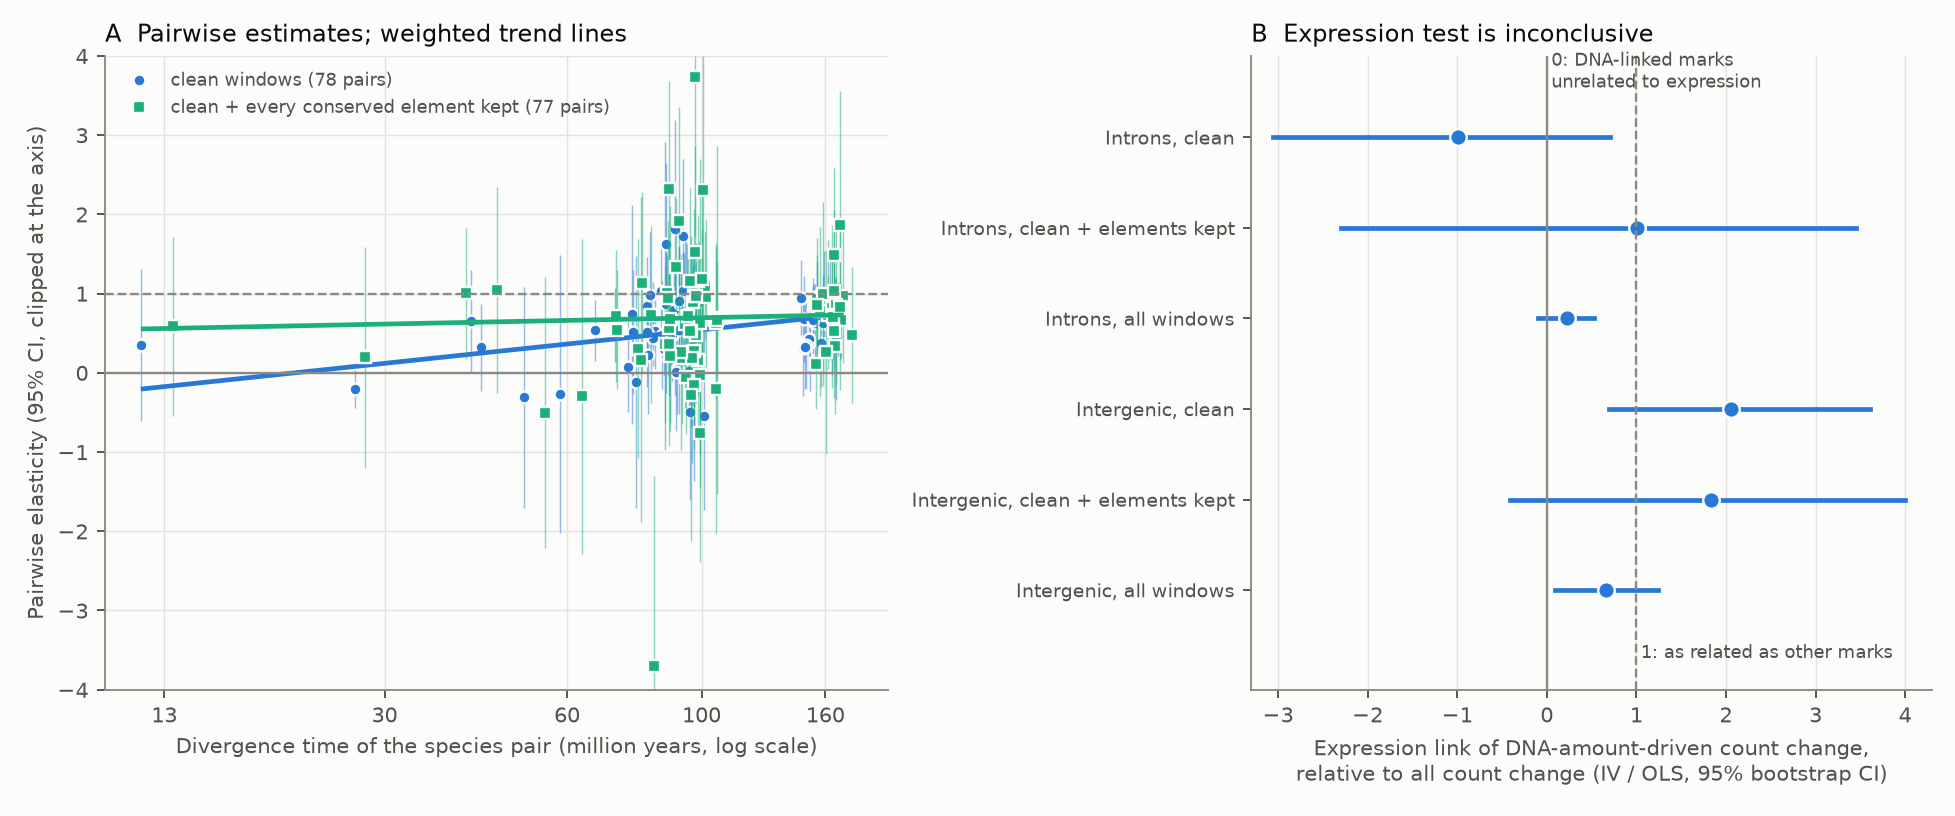 A  Pairwise estimates; weighted trend lines
clean windows (78 pairs)
clean + every conserved element kept (77 pairs)
Pairwise elasticity (95% CI, clipped at the axis)
4
3
2
1
0
−1
−2
−3
−4
13
30
60
100
160
Divergence time of the species pair (million years, log scale)
B  Expression test is inconclusive
0: DNA-linked marks
unrelated to expression
Introns, clean
Introns, clean + elements kept
Introns, all windows
Intergenic, clean
Intergenic, clean + elements kept
Intergenic, all windows
1: as related as other marks
−3
−2
−1
0
1
2
3
4
Expression link of DNA-amount-driven count change,
relative to all count change (IV / OLS, 95% bootstrap CI)